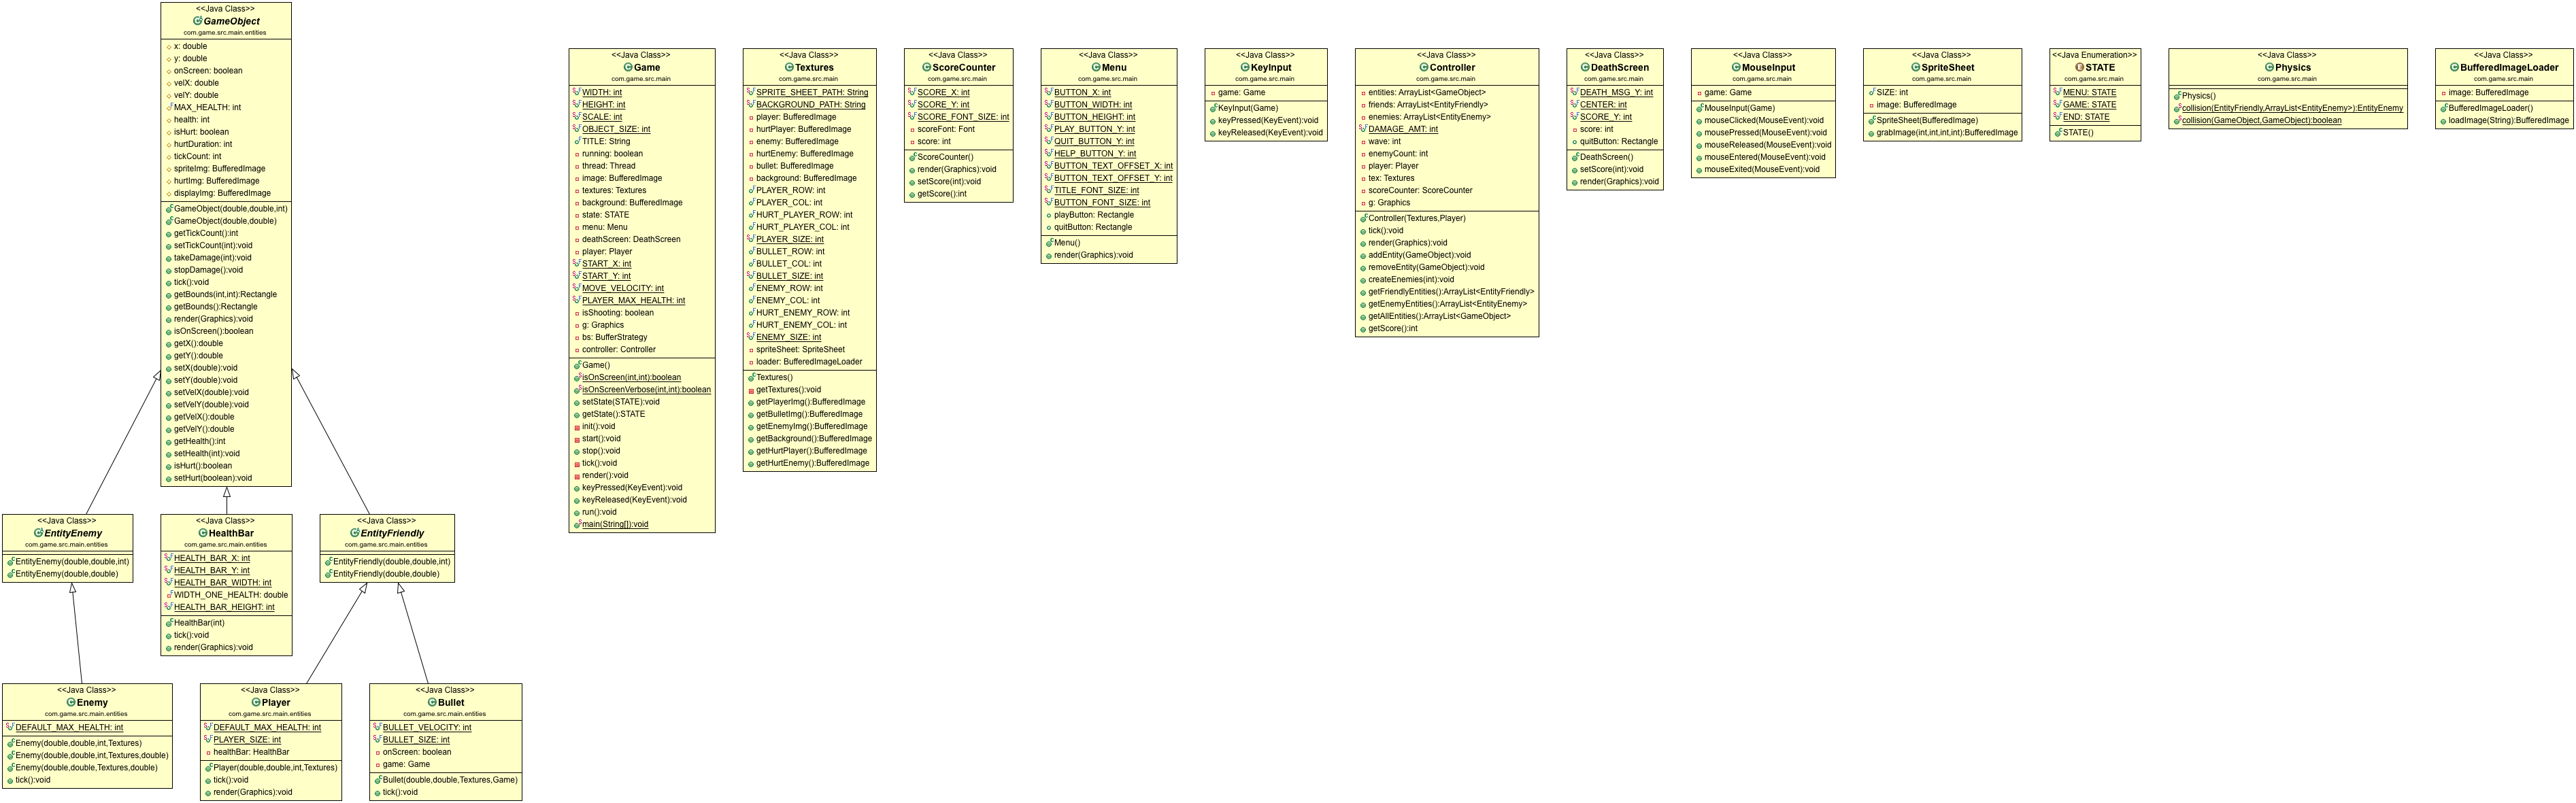 <<Java Class>>
GameObject
com.game.src.main.entities
x: double
y: double
onScreen: boolean
velX: double
velY: double
MAX_HEALTH: int
health: int
isHurt: boolean
hurtDuration: int
tickCount: int
spriteImg: BufferedImage
hurtImg: BufferedImage
displayImg: BufferedImage
GameObject(double,double,int)
GameObject(double,double)
getTickCount():int
setTickCount(int):void
takeDamage(int):void
stopDamage():void
tick():void
getBounds(int,int):Rectangle
getBounds():Rectangle
render(Graphics):void
isOnScreen():boolean
getX():double
getY():double
setX(double):void
setY(double):void
setVelX(double):void
setVelY(double):void
getVelX():double
getVelY():double
getHealth():int
setHealth(int):void
isHurt():boolean
setHurt(boolean):void
<<Java Class>>
EntityEnemy
com.game.src.main.entities
EntityEnemy(double,double,int)
EntityEnemy(double,double)
<<Java Class>>
HealthBar
com.game.src.main.entities
HEALTH_BAR_X: int
HEALTH_BAR_Y: int
HEALTH_BAR_WIDTH: int
WIDTH_ONE_HEALTH: double
HEALTH_BAR_HEIGHT: int
HealthBar(int)
tick():void
render(Graphics):void
<<Java Class>>
EntityFriendly
com.game.src.main.entities
EntityFriendly(double,double,int)
EntityFriendly(double,double)
<<Java Class>>
Enemy
com.game.src.main.entities
DEFAULT_MAX_HEALTH: int
Enemy(double,double,int,Textures)
Enemy(double,double,int,Textures,double)
Enemy(double,double,Textures,double)
tick():void
<<Java Class>>
Player
com.game.src.main.entities
DEFAULT_MAX_HEALTH: int
PLAYER_SIZE: int
healthBar: HealthBar
Player(double,double,int,Textures)
tick():void
render(Graphics):void
<<Java Class>>
Bullet
com.game.src.main.entities
BULLET_VELOCITY: int
BULLET_SIZE: int
onScreen: boolean
game: Game
Bullet(double,double,Textures,Game)
tick():void
<<Java Class>>
Game
com.game.src.main
WIDTH: int
HEIGHT: int
SCALE: int
OBJECT_SIZE: int
TITLE: String
running: boolean
thread: Thread
image: BufferedImage
textures: Textures
background: BufferedImage
state: STATE
menu: Menu
deathScreen: DeathScreen
player: Player
START_X: int
START_Y: int
MOVE_VELOCITY: int
PLAYER_MAX_HEALTH: int
isShooting: boolean
g: Graphics
bs: BufferStrategy
controller: Controller
Game()
isOnScreen(int,int):boolean
isOnScreenVerbose(int,int):boolean
setState(STATE):void
getState():STATE
init():void
start():void
stop():void
tick():void
render():void
keyPressed(KeyEvent):void
keyReleased(KeyEvent):void
run():void
main(String[]):void
<<Java Class>>
Textures
com.game.src.main
SPRITE_SHEET_PATH: String
BACKGROUND_PATH: String
player: BufferedImage
hurtPlayer: BufferedImage
enemy: BufferedImage
hurtEnemy: BufferedImage
bullet: BufferedImage
background: BufferedImage
PLAYER_ROW: int
PLAYER_COL: int
HURT_PLAYER_ROW: int
HURT_PLAYER_COL: int
PLAYER_SIZE: int
BULLET_ROW: int
BULLET_COL: int
BULLET_SIZE: int
ENEMY_ROW: int
ENEMY_COL: int
HURT_ENEMY_ROW: int
HURT_ENEMY_COL: int
ENEMY_SIZE: int
spriteSheet: SpriteSheet
loader: BufferedImageLoader
Textures()
getTextures():void
getPlayerImg():BufferedImage
getBulletImg():BufferedImage
getEnemyImg():BufferedImage
getBackground():BufferedImage
getHurtPlayer():BufferedImage
getHurtEnemy():BufferedImage
<<Java Class>>
ScoreCounter
com.game.src.main
SCORE_X: int
SCORE_Y: int
SCORE_FONT_SIZE: int
scoreFont: Font
score: int
ScoreCounter()
render(Graphics):void
setScore(int):void
getScore():int
<<Java Class>>
Menu
com.game.src.main
BUTTON_X: int
BUTTON_WIDTH: int
BUTTON_HEIGHT: int
PLAY_BUTTON_Y: int
QUIT_BUTTON_Y: int
HELP_BUTTON_Y: int
BUTTON_TEXT_OFFSET_X: int
BUTTON_TEXT_OFFSET_Y: int
TITLE_FONT_SIZE: int
BUTTON_FONT_SIZE: int
playButton: Rectangle
quitButton: Rectangle
Menu()
render(Graphics):void
<<Java Class>>
KeyInput
com.game.src.main
game: Game
KeyInput(Game)
keyPressed(KeyEvent):void
keyReleased(KeyEvent):void
<<Java Class>>
Controller
com.game.src.main
entities: ArrayList<GameObject>
friends: ArrayList<EntityFriendly>
enemies: ArrayList<EntityEnemy>
DAMAGE_AMT: int
wave: int
enemyCount: int
player: Player
tex: Textures
scoreCounter: ScoreCounter
g: Graphics
Controller(Textures,Player)
tick():void
render(Graphics):void
addEntity(GameObject):void
removeEntity(GameObject):void
createEnemies(int):void
getFriendlyEntities():ArrayList<EntityFriendly>
getEnemyEntities():ArrayList<EntityEnemy>
getAllEntities():ArrayList<GameObject>
getScore():int
<<Java Class>>
DeathScreen
com.game.src.main
DEATH_MSG_Y: int
CENTER: int
SCORE_Y: int
score: int
quitButton: Rectangle
DeathScreen()
setScore(int):void
render(Graphics):void
<<Java Class>>
MouseInput
com.game.src.main
game: Game
MouseInput(Game)
mouseClicked(MouseEvent):void
mousePressed(MouseEvent):void
mouseReleased(MouseEvent):void
mouseEntered(MouseEvent):void
mouseExited(MouseEvent):void
<<Java Class>>
SpriteSheet
com.game.src.main
SIZE: int
image: BufferedImage
SpriteSheet(BufferedImage)
grabImage(int,int,int,int):BufferedImage
<<Java Enumeration>>
STATE
com.game.src.main
MENU: STATE
GAME: STATE
END: STATE
STATE()
<<Java Class>>
Physics
com.game.src.main
Physics()
collision(EntityFriendly,ArrayList<EntityEnemy>):EntityEnemy
collision(GameObject,GameObject):boolean
<<Java Class>>
BufferedImageLoader
com.game.src.main
image: BufferedImage
BufferedImageLoader()
loadImage(String):BufferedImage